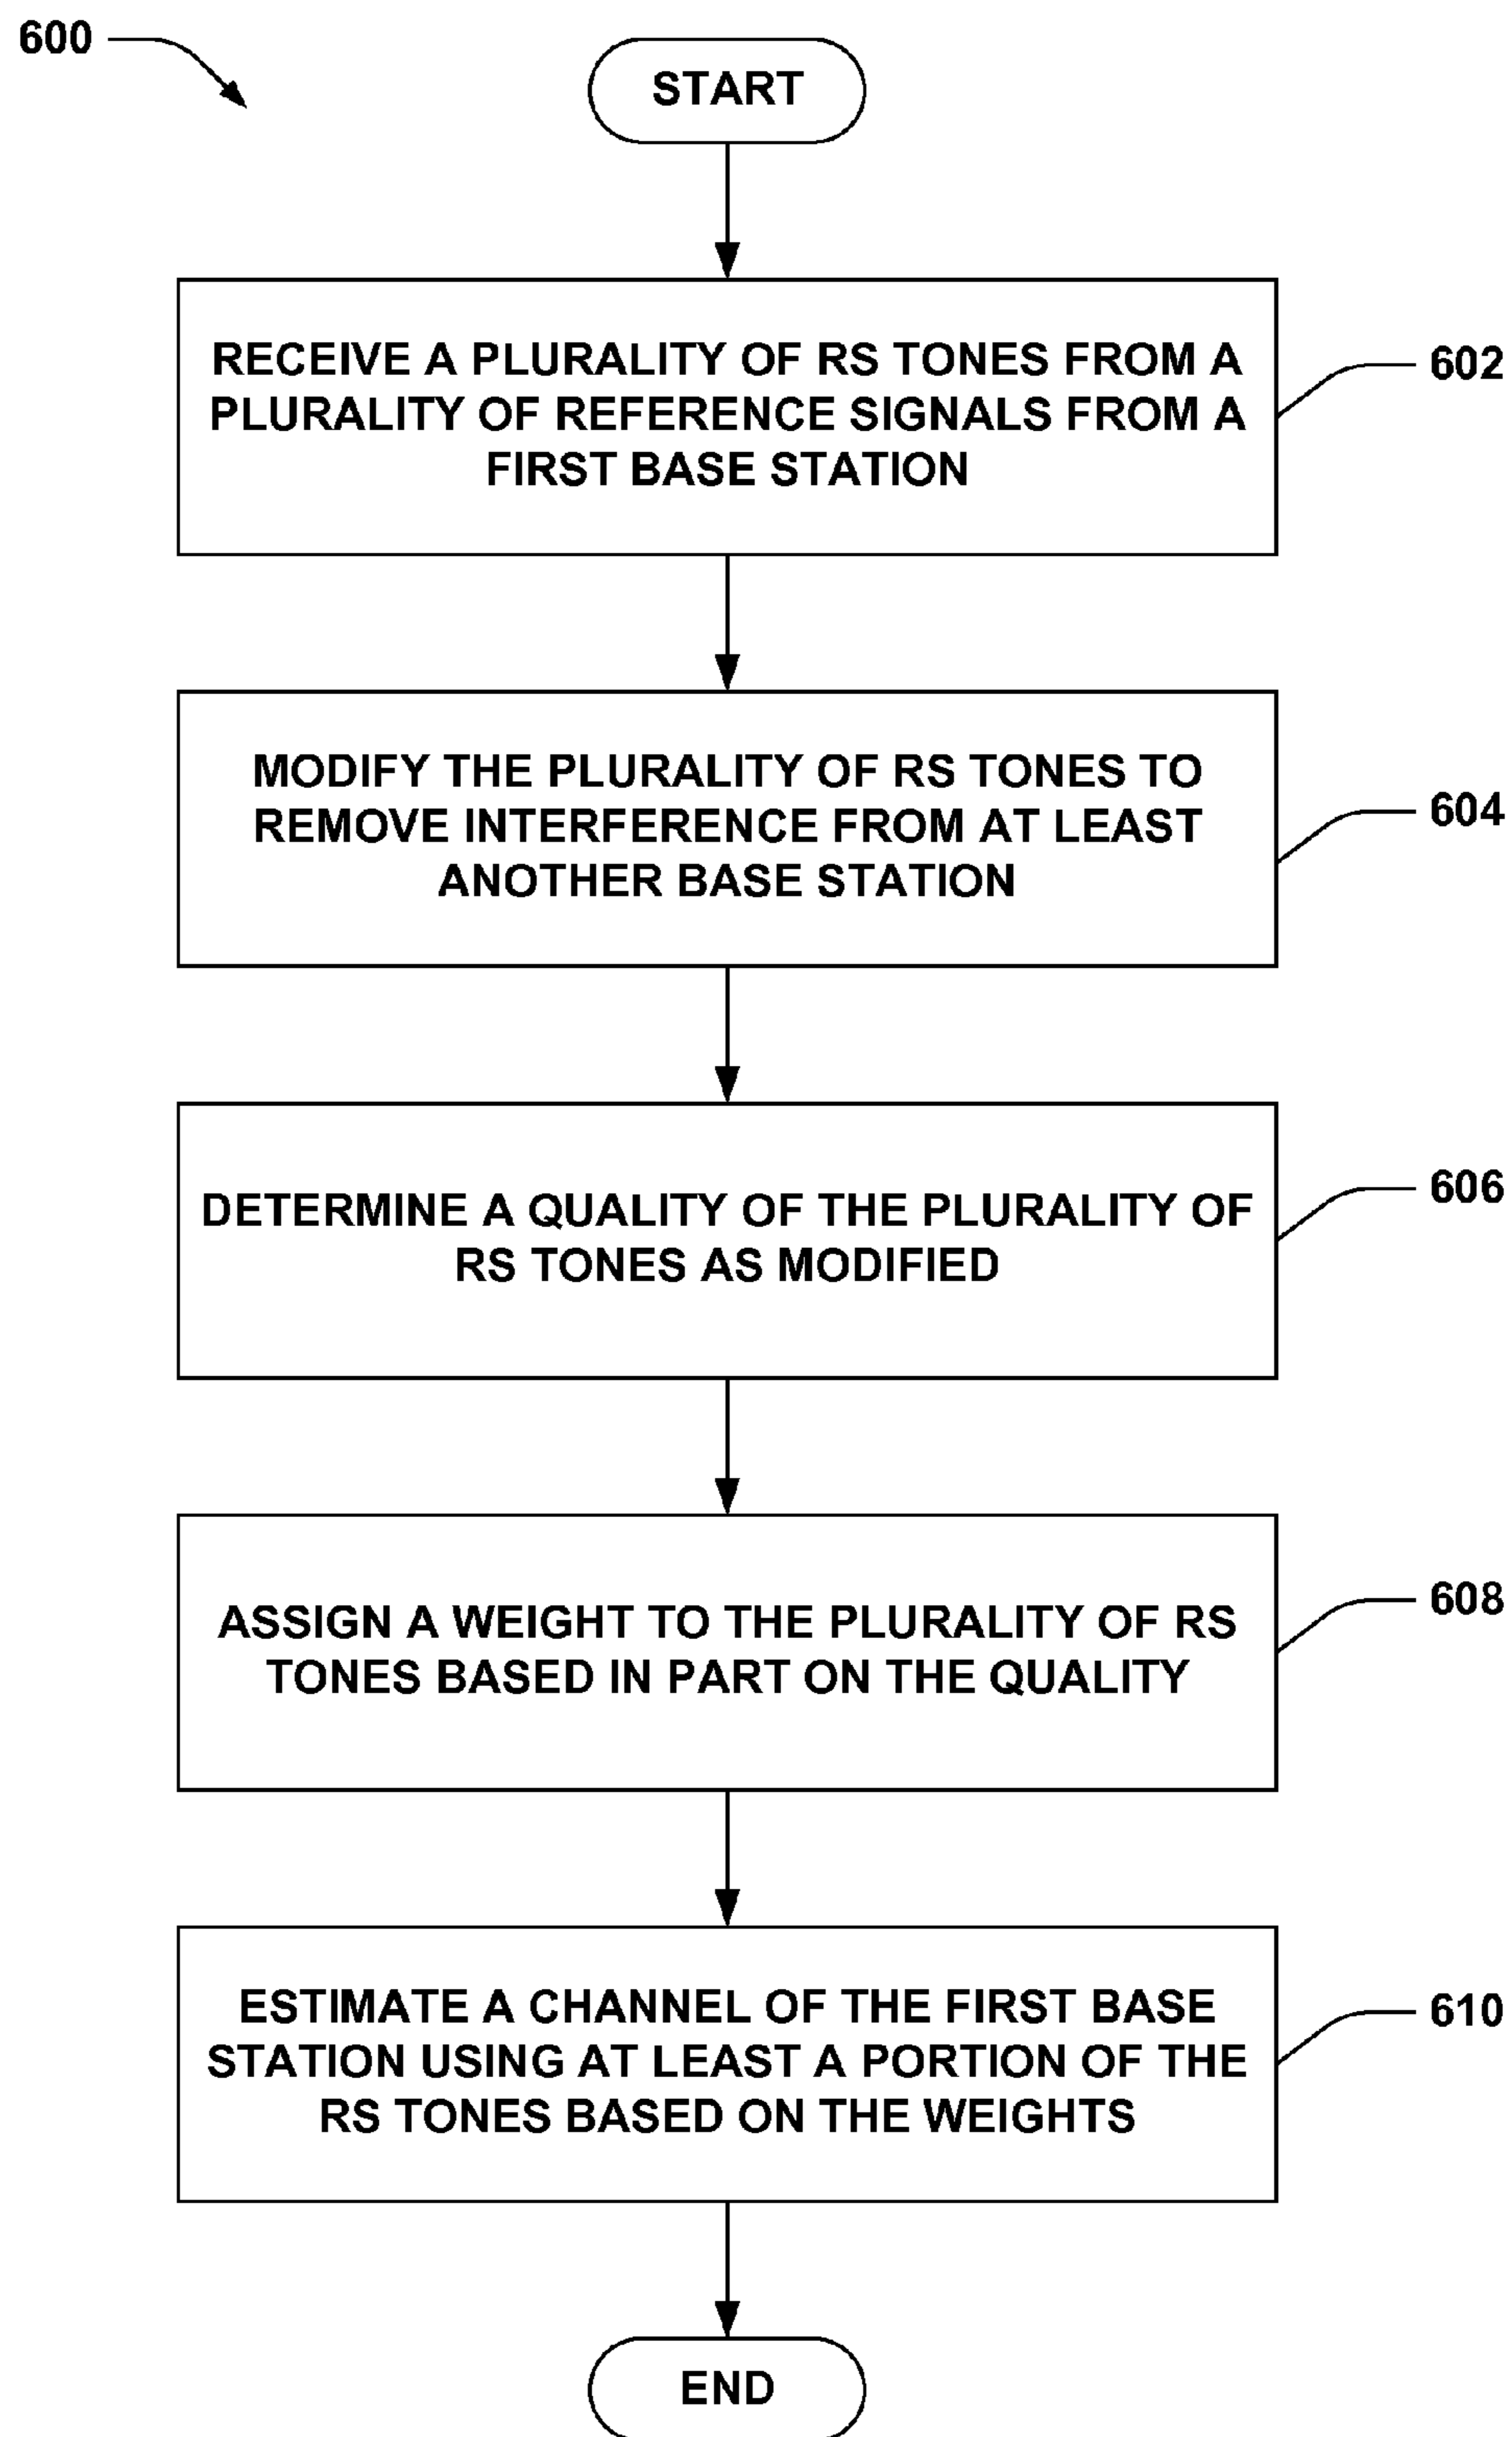 600
START
RECEIVE A PLURALITY OF RS TONES FROM A
PLURALITY OF REFERENCE SIGNALS FROM A
FIRST BASE STATION
602
MODIFY THE PLURALITY OF RS TONES TO
REMOVE INTERFERENCE FROM AT LEAST
ANOTHER BASE STATION
604
DETERMINE A QUALITY OF THE PLURALITY OF
RS TONES AS MODIFIED
606
ASSIGN A WEIGHT TO THE PLURALITY OF RS
TONES BASED IN PART ON THE QUALITY
608
ESTIMATE A CHANNEL OF THE FIRST BASE
STATION USING AT LEAST A PORTION OF THE
RS TONES BASED ON THE WEIGHTS
610
END